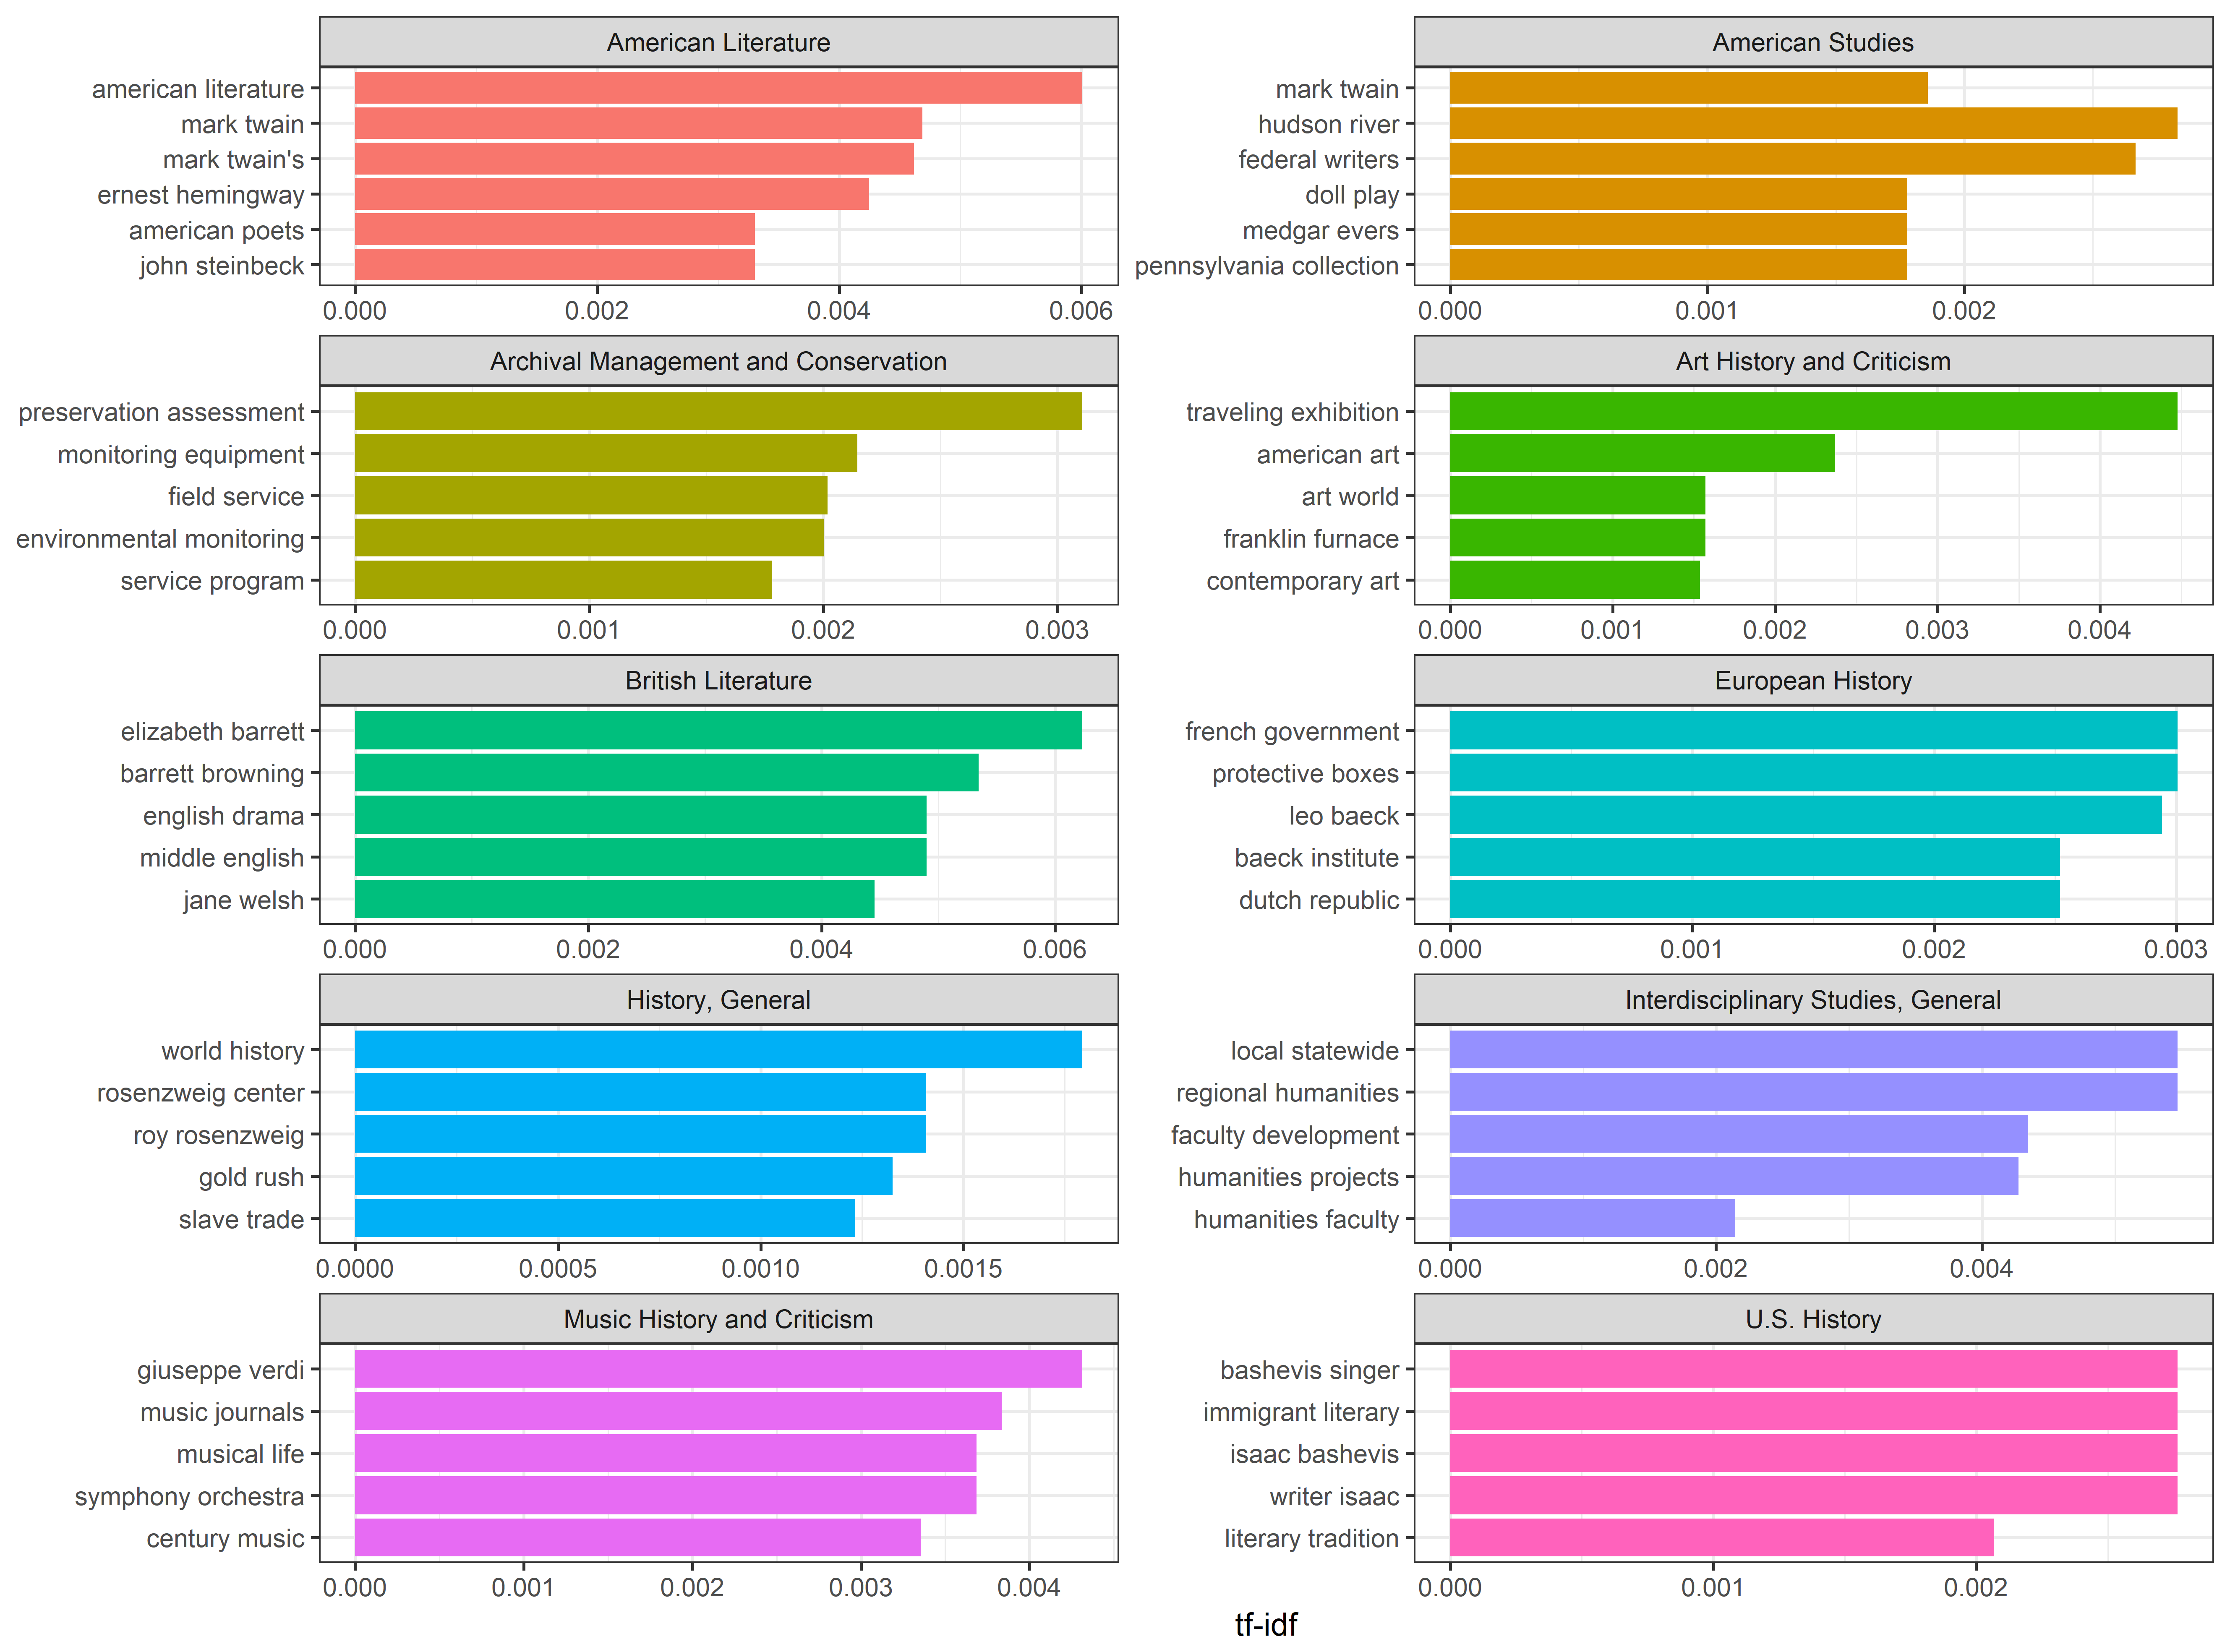 American Literature
american literature
mark twain
mark twain's
ernest hemingway
american poets
john steinbeck
0.000 0.002 0.004 0.006
American Studies
mark twain
hudson river
federal writers
doll play
medgar evers
pennsylvania collection
0.000 0.001 0.002
Archival Management and Conservation
preservation assessment
monitoring equipment
field service
environmental monitoring
service program
0.000 0.001 0.002 0.003
Art History and Criticism
traveling exhibition
american art
art world
franklin furnace
contemporary art
0.000 0.001 0.002 0.003 0.004
British Literature
elizabeth barrett
barrett browning
english drama
middle english
jane welsh
0.000 0.002 0.004 0.006
European History
french government
protective boxes
leo baeck
baeck institute
dutch republic
0.000 0.001 0.002 0.003
History, General
world history
rosenzweig center
roy rosenzweig
gold rush
slave trade
0.0000 0.0005 0.0010 0.0015
Interdisciplinary Studies, General
local statewide
regional humanities
faculty development
humanities projects
humanities faculty
0.000 0.002 0.004
Music History and Criticism
giuseppe verdi
music journals
musical life
symphony orchestra
century music
0.000 0.001 0.002 0.003 0.004
U.S. History
bashevis singer
immigrant literary
isaac bashevis
writer isaac
literary tradition
0.000 0.001 0.002
tf-idf